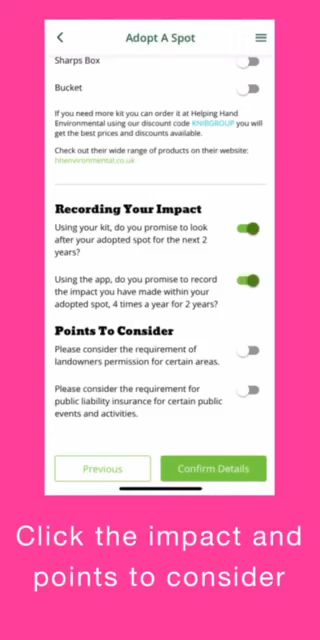 Adopt A Spot
Sharps Box
Bucket
If you need more kit you can order it at Helping Hand
Environmental using our discount code KNIBGROUP you will
get the best prices and discounts available.
Check out their wide range of products on their website:
hhenvironmental.co.uk
Recording Your Impact
Using your kit, do you promise to look
after your adopted spot for the next 2
years?
Using the app, do you promise to record
the impact you have made within your
adopted spot, 4 times a year for 2 years?
Points To Consider
Please consider the requirement of
landowners permission for certain areas.
Please consider the requirement for
public liability insurance for certain public
events and activities.
Previous
Confirm Details
Click the impact and
points to consider